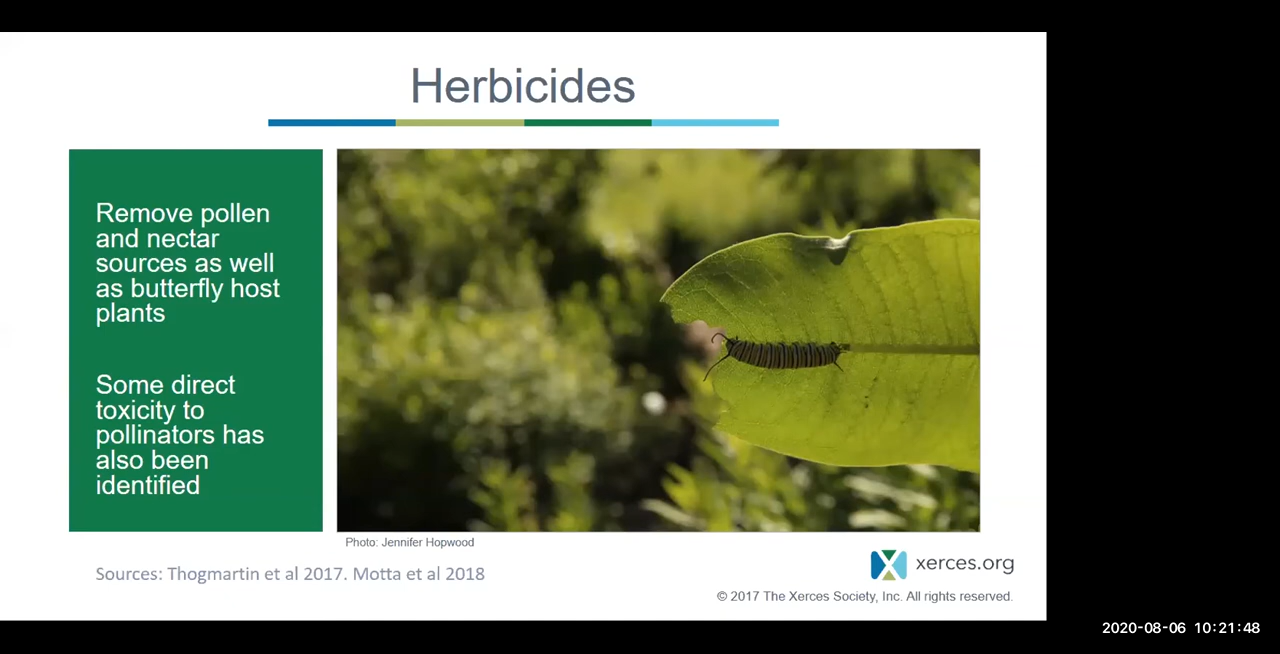 Herbicides
Remove pollen
and nectar
sources as well
as butterfly host
plants
Some direct
toxicity to
pollinators has
also been
identified
Photo: Jennifer Hopwood
Sources: Thogmartin et al 2017. Motta et al 2018
xerces.org
© 2017 The Xerces Society, Inc. All rights reserved.
2020-08-06 10:21:48